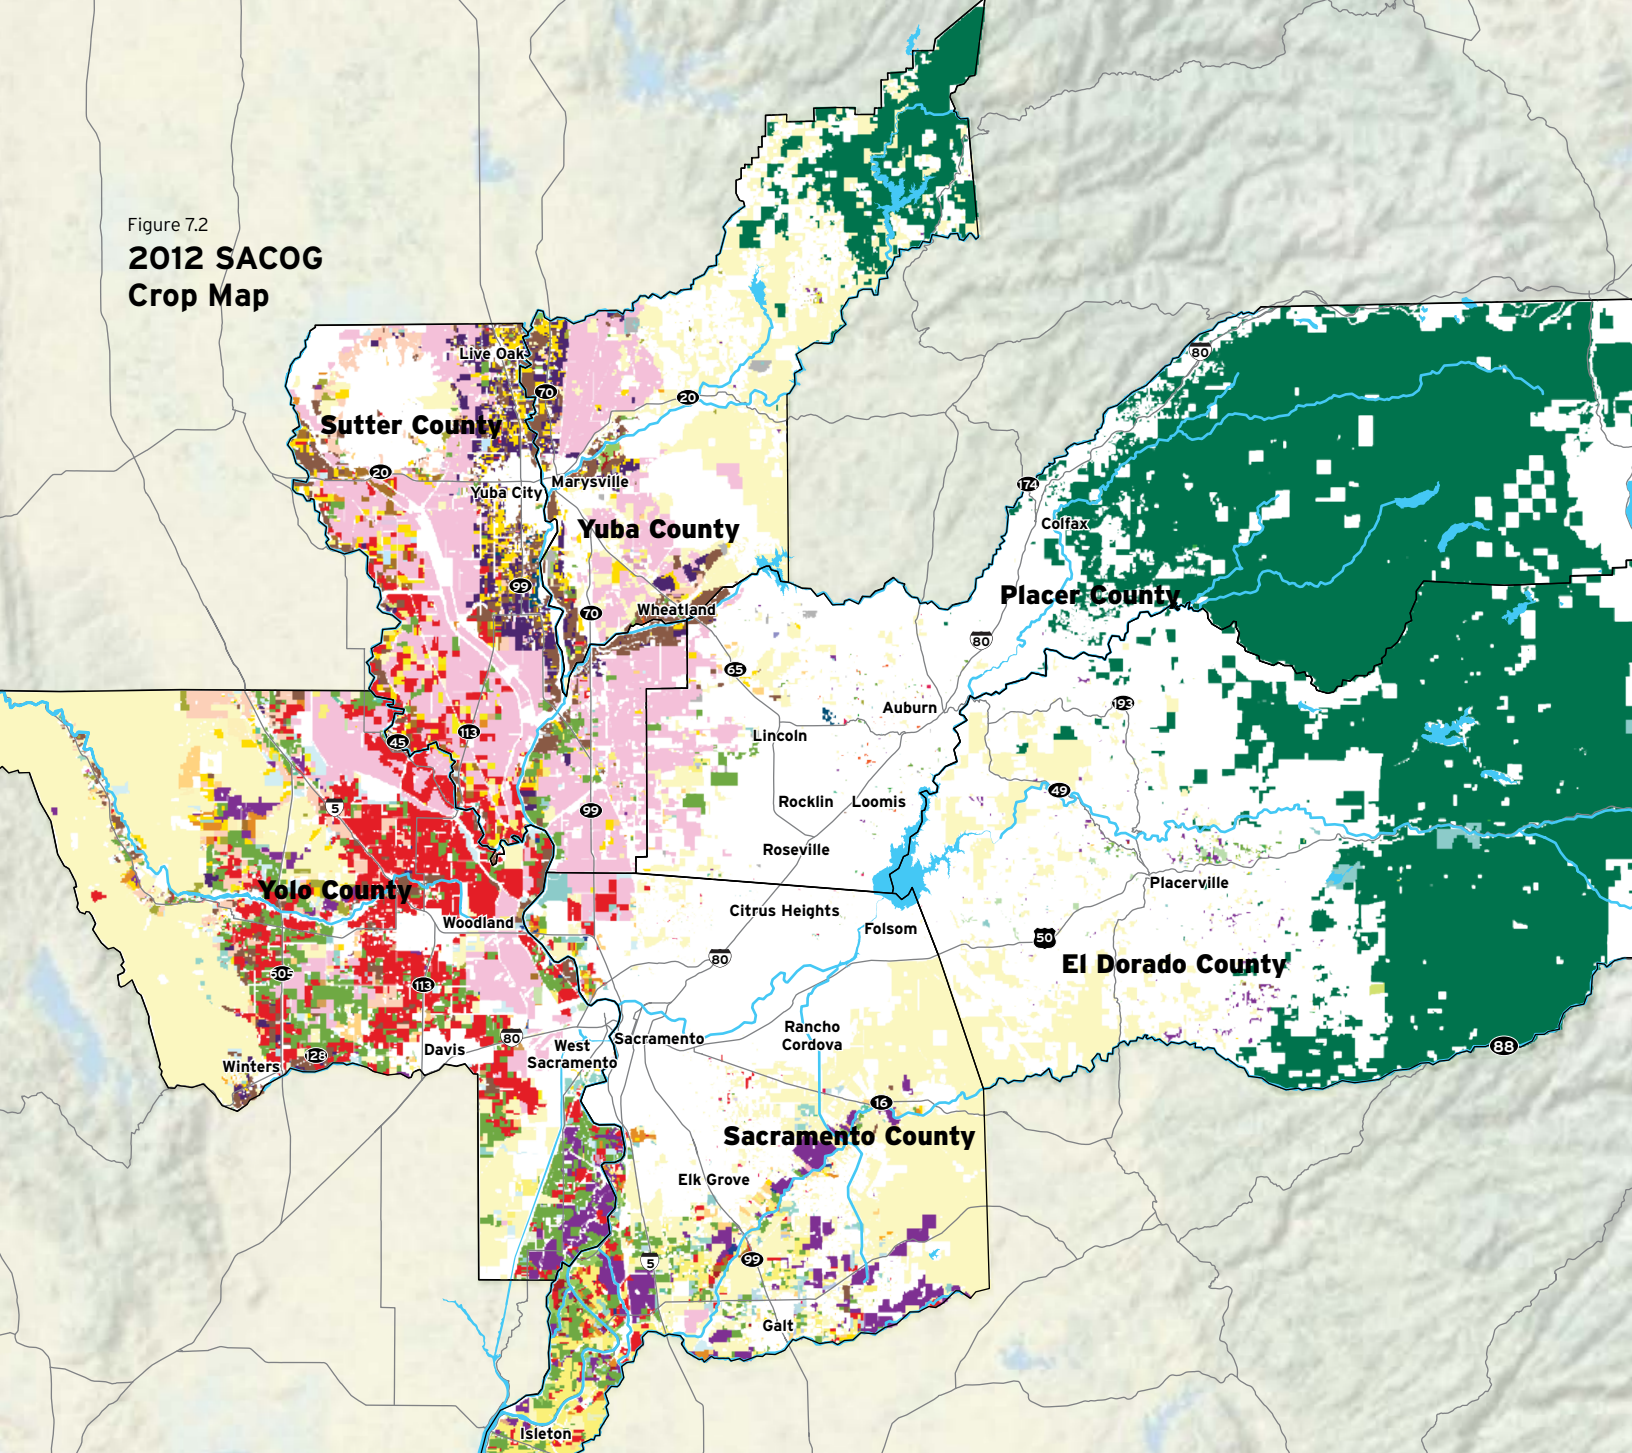 Figure 7.2
2012 SACOG
Crop Map
80
Live Oak
70
20
Sutter County
20
Marysville
174
Yuba City
Colfax
Yuba County
99
Placer County
Wheatland
70
80
65
193
Auburn
113
45
Lincoln
49
Rocklin
Loomis
5
99
Roseville
Placerville
Yolo County
Citrus Heights
Woodland
Folsom
50
80
El Dorado County
505
113
Rancho
Cordova
80
Sacramento
West
Sacramento
Davis
88
128
Winters
16
Sacramento County
Elk Grove
99
5
Galt
Isleton